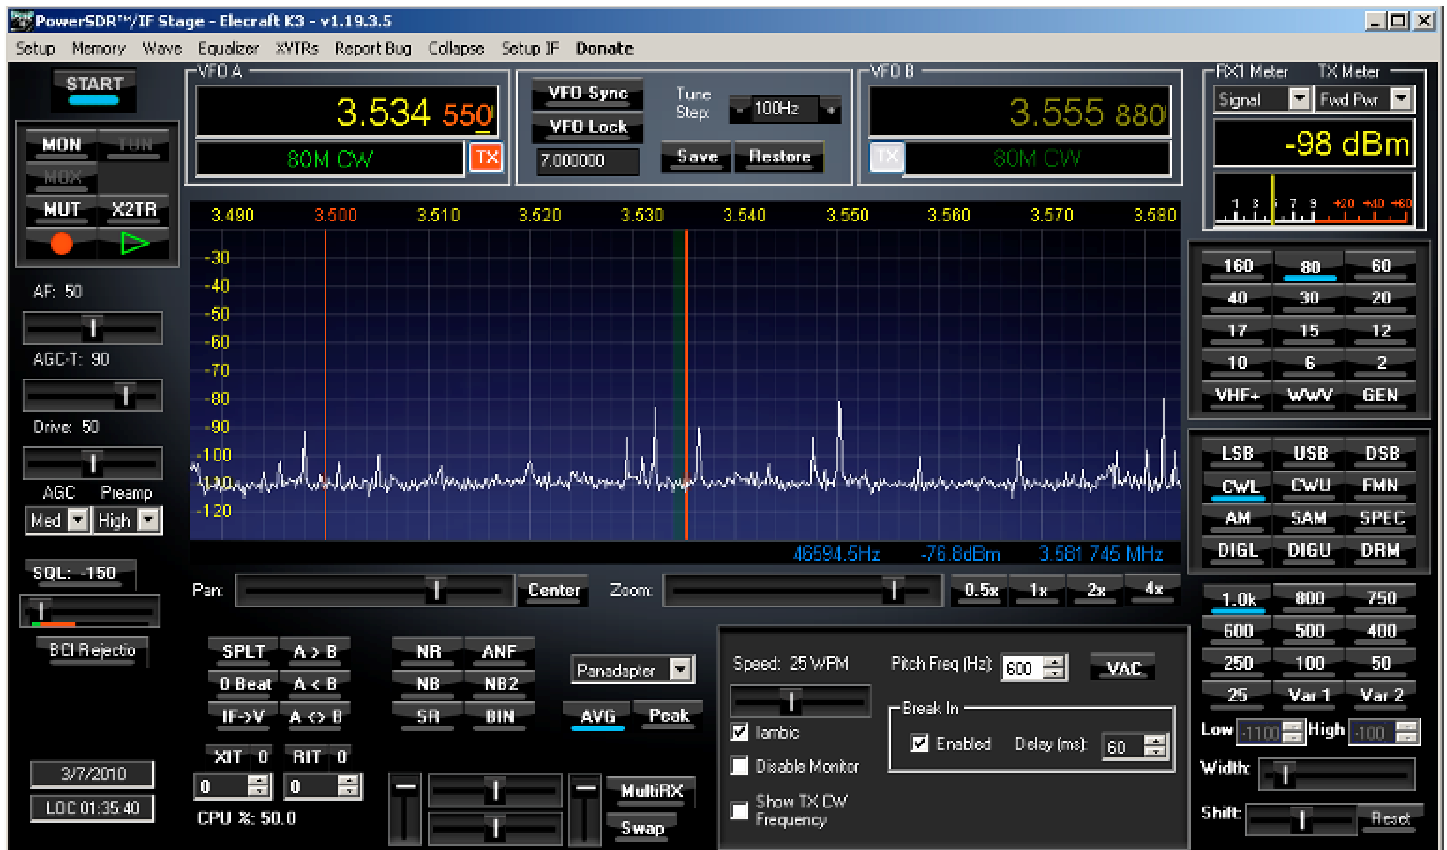 PowerSDR™/IF Stage - Elecraft K3 - v1.19.3.5
Setup Memory Wave Equalizer XVTRs Report Bug Collapse Setup IF Donate
START
MON TUN
MOX
MUT X2TR
AF: 50
AGC-T: 90
Drive: 50
AGC Preamp
Med High
SQL: -150
BCI Rejectio
3/7/2010
LOC 01:35:40
VFO A
3.534 550
80M CW TX
VFO Sync
VFO Lock
7.000000
Tune Step: 100Hz
Save Restore
VFO B
3.555 880
TX 80M CW
RX1 Meter TX Meter
Signal Fwd Pwr
-98 dBm
1 3 7 9 +20 +40 +60
3.490 3.500 3.510 3.520 3.530 3.540 3.550 3.560 3.570 3.580
-30
-40
-50
-60
-70
-80
-90
-100
-110
-120
46594.5Hz -76.8dBm 3.581 745 MHz
Pan: Center Zoom: 0.5x 1x 2x 4x
160 80 60
40 30 20
17 15 12
10 6 2
VHF+ WWV GEN
LSB USB DSB
CWL CWU FMN
AM SAM SPEC
DIGL DIGU DRM
1.0k 800 750
600 500 400
250 100 50
25 Var 1 Var 2
Low -1100 High -100
Width:
Shift: Reset
SPLT A > B
0 Beat A < B
IF->V A <> B
XIT 0 RIT 0
0 0
CPU %: 50.0
NR ANF
NB NB2
SR BIN
Panadapter
AVG Peak
MultiRX
Swap
Speed: 25 WPM
Iambic
Disable Monitor
Show TX CW
Frequency
Pitch Freq (Hz): 600 VAC
Break In
Enabled Delay (ms): 60